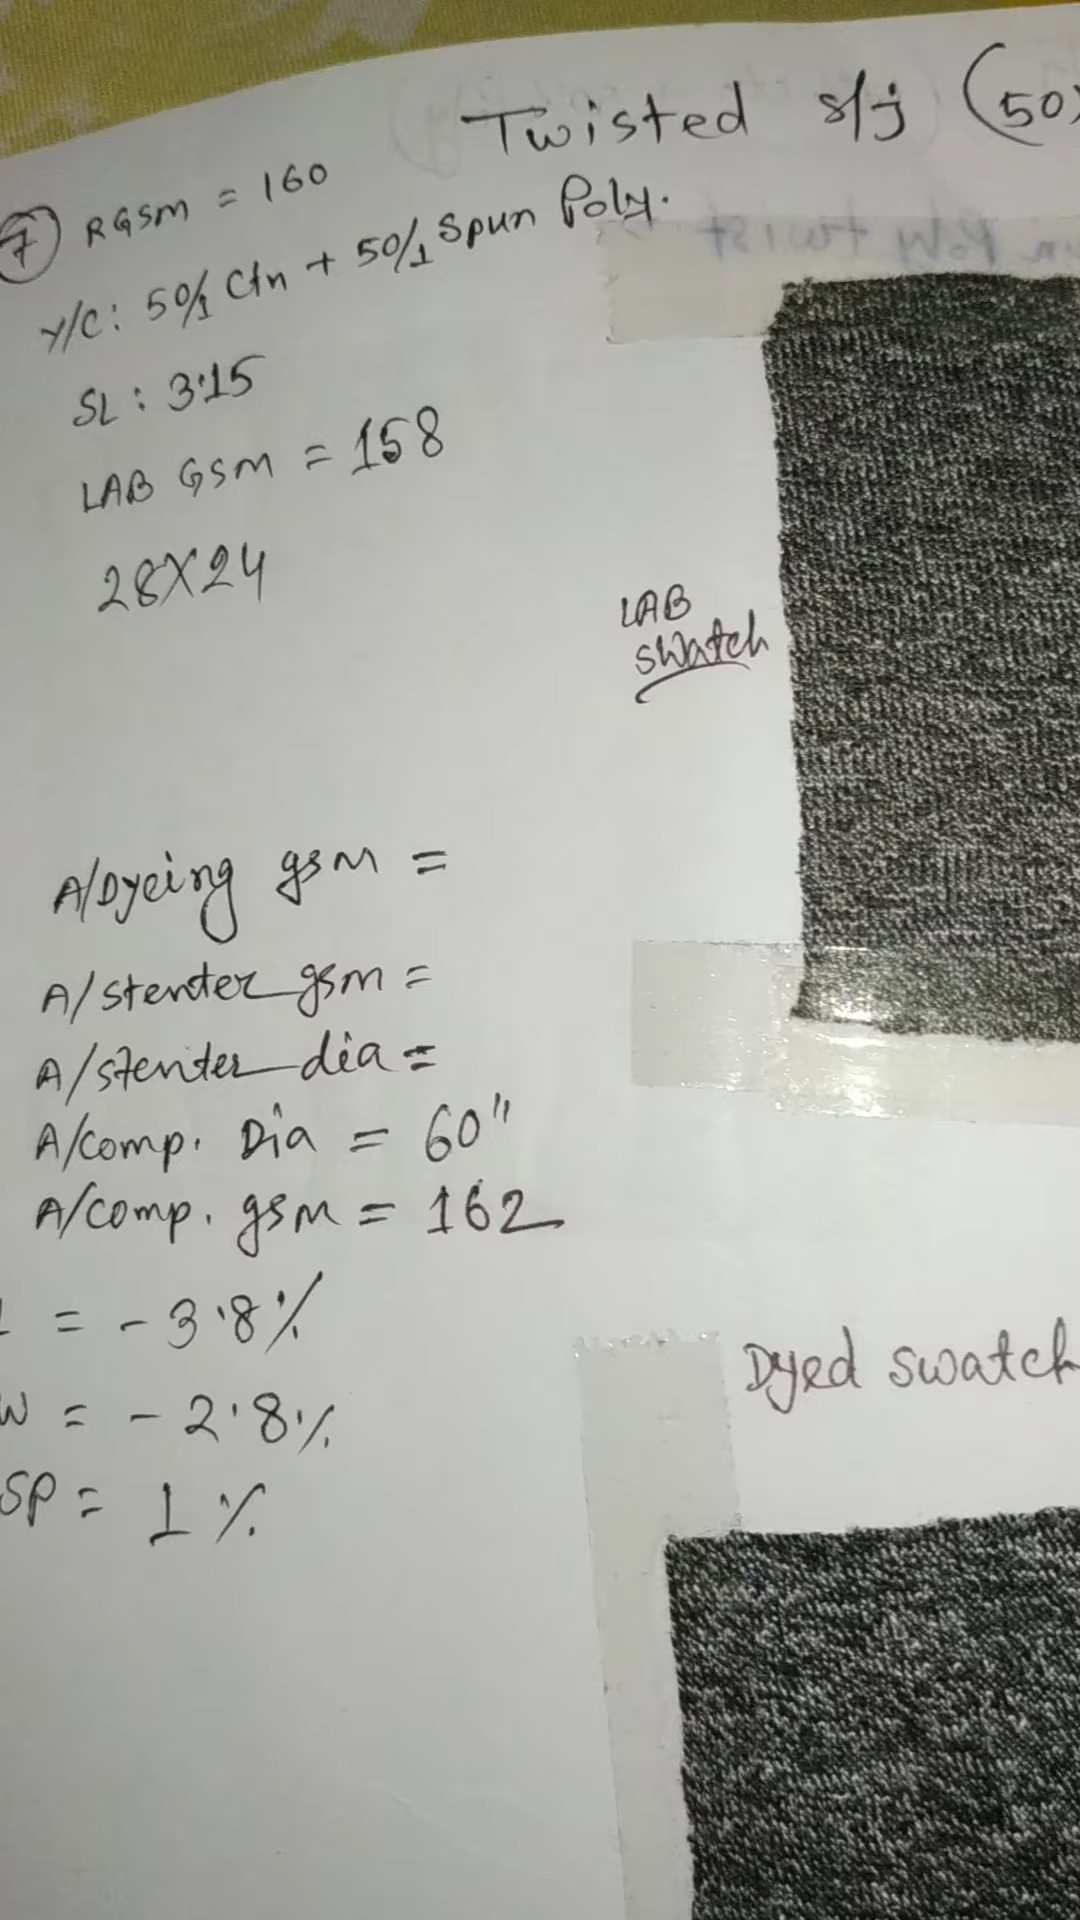 Twisted s/j (50
7 RGSM = 160
Y/C: 50/1 Ctn + 50/1 Spun Poly.
SL : 3.15
LAB GSM = 158
28X24
LAB
swatch
A/Dyeing gsm =
A/stenter gsm =
A/stenter dia =
A/comp. Dia = 60"
A/comp. gsm = 162
L = - 3.8%
W = - 2.8%
SP = 1 %
Dyed swatch